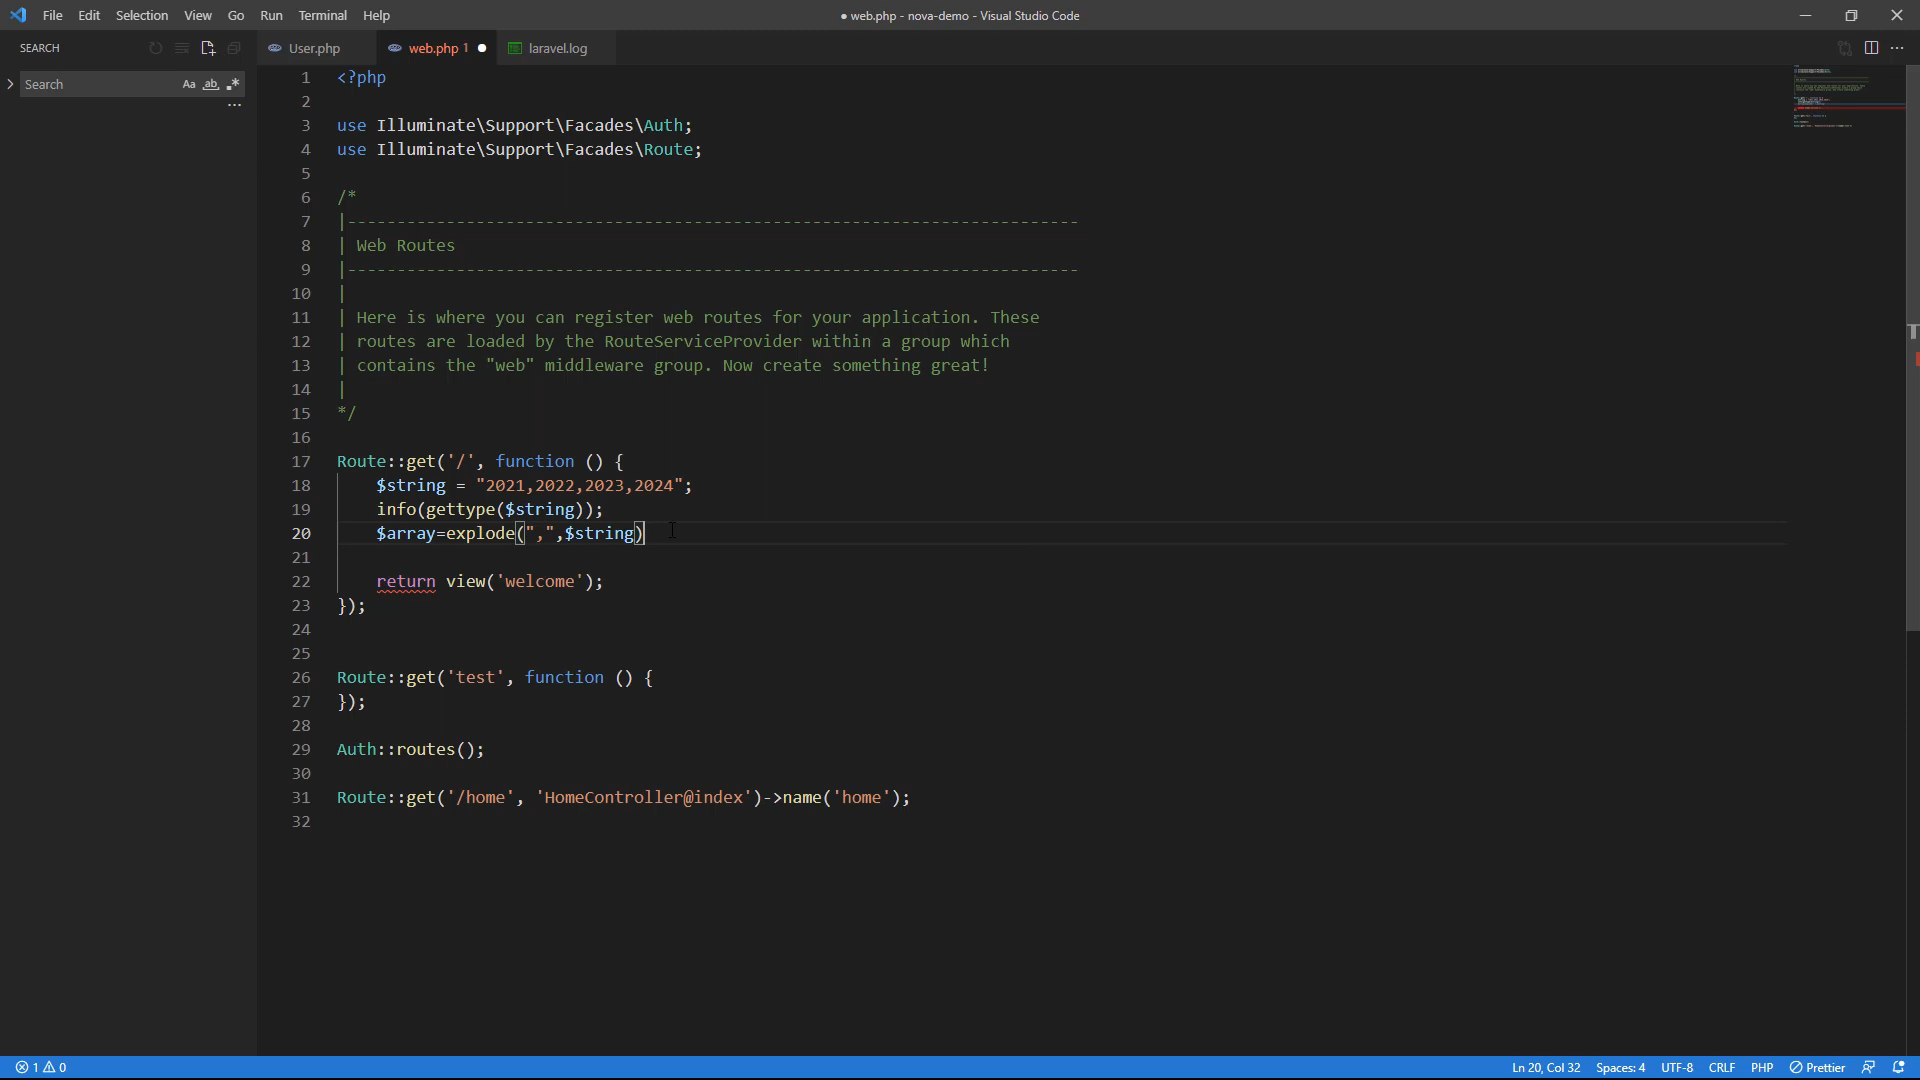 File Edit Selection View Go Run Terminal Help
● web.php - nova-demo - Visual Studio Code
SEARCH
Search Aa ab .*
User.php
web.php 1 ●
laravel.log
1 <?php
2
3 use Illuminate\Support\Facades\Auth;
4 use Illuminate\Support\Facades\Route;
5
6 /*
7 |--------------------------------------------------------------------------
8 | Web Routes
9 |--------------------------------------------------------------------------
10 |
11 | Here is where you can register web routes for your application. These
12 | routes are loaded by the RouteServiceProvider within a group which
13 | contains the "web" middleware group. Now create something great!
14 |
15 */
16
17 Route::get('/', function () {
18 $string = "2021,2022,2023,2024";
19 info(gettype($string));
20 $array=explode(",",$string)
21
22 return view('welcome');
23 });
24
25
26 Route::get('test', function () {
27 });
28
29 Auth::routes();
30
31 Route::get('/home', 'HomeController@index')->name('home');
32
1 0
Ln 20, Col 32 Spaces: 4 UTF-8 CRLF PHP Prettier